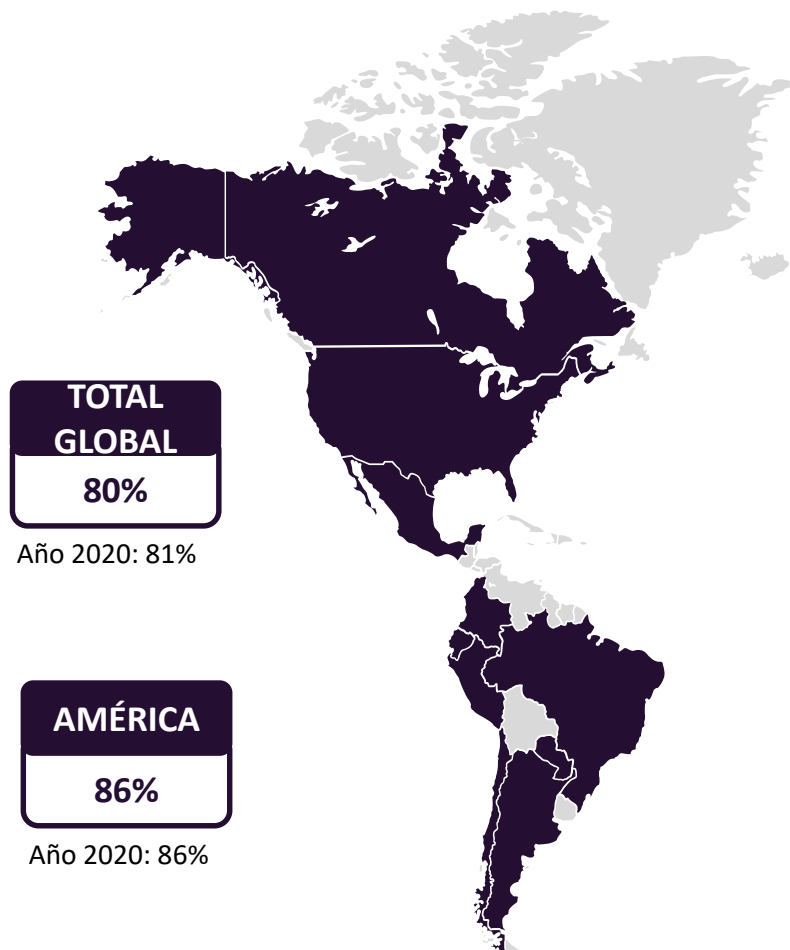 TOTAL
GLOBAL
80%
Año 2020: 81%
AMÉRICA
86%
Año 2020: 86%